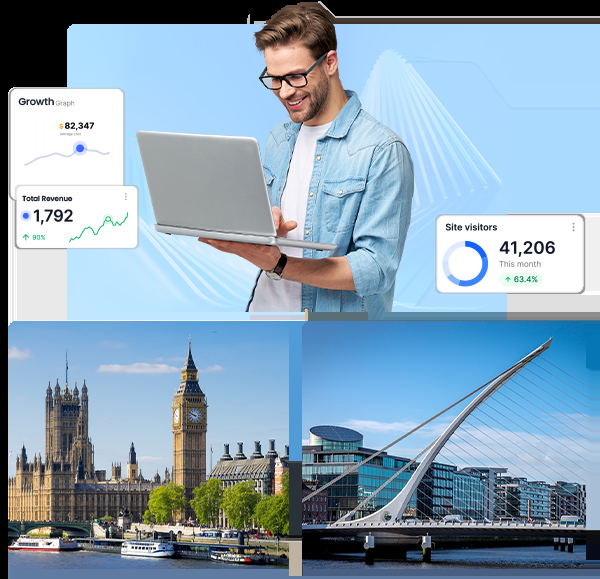 Growth Graph
$ 82,347
Total Revenue
1,792
↑ 90%
Site visitors
41,206
This month
↑ 63.4%